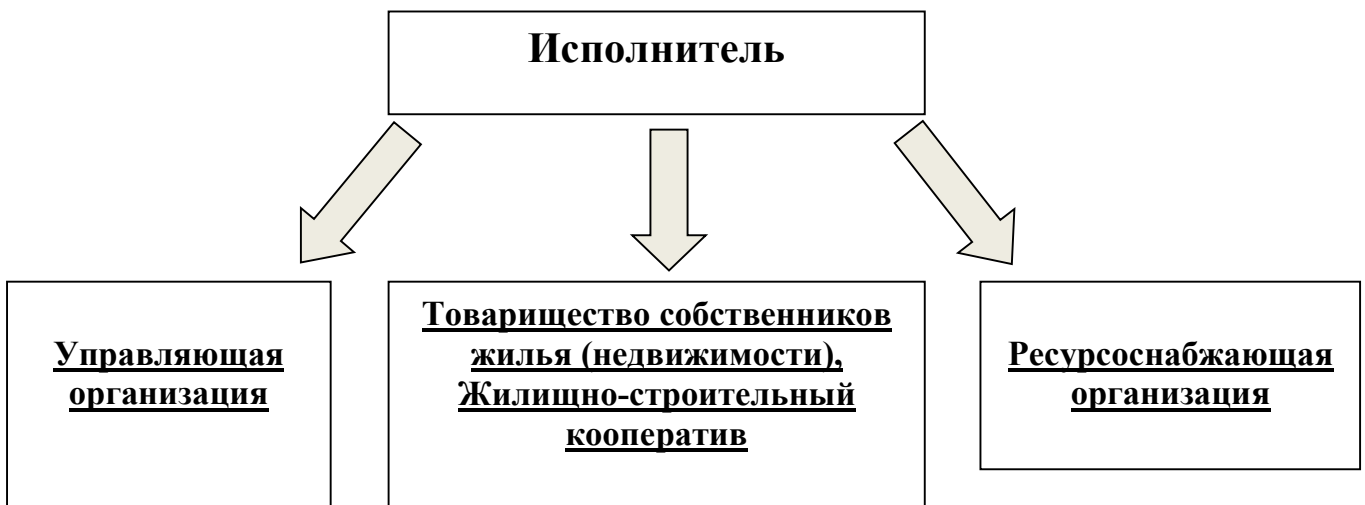 Исполнитель
Управляющая
организация
Товарищество собственников
жилья (недвижимости),
Жилищно-строительный
кооператив
Ресурсоснабжающая
организация